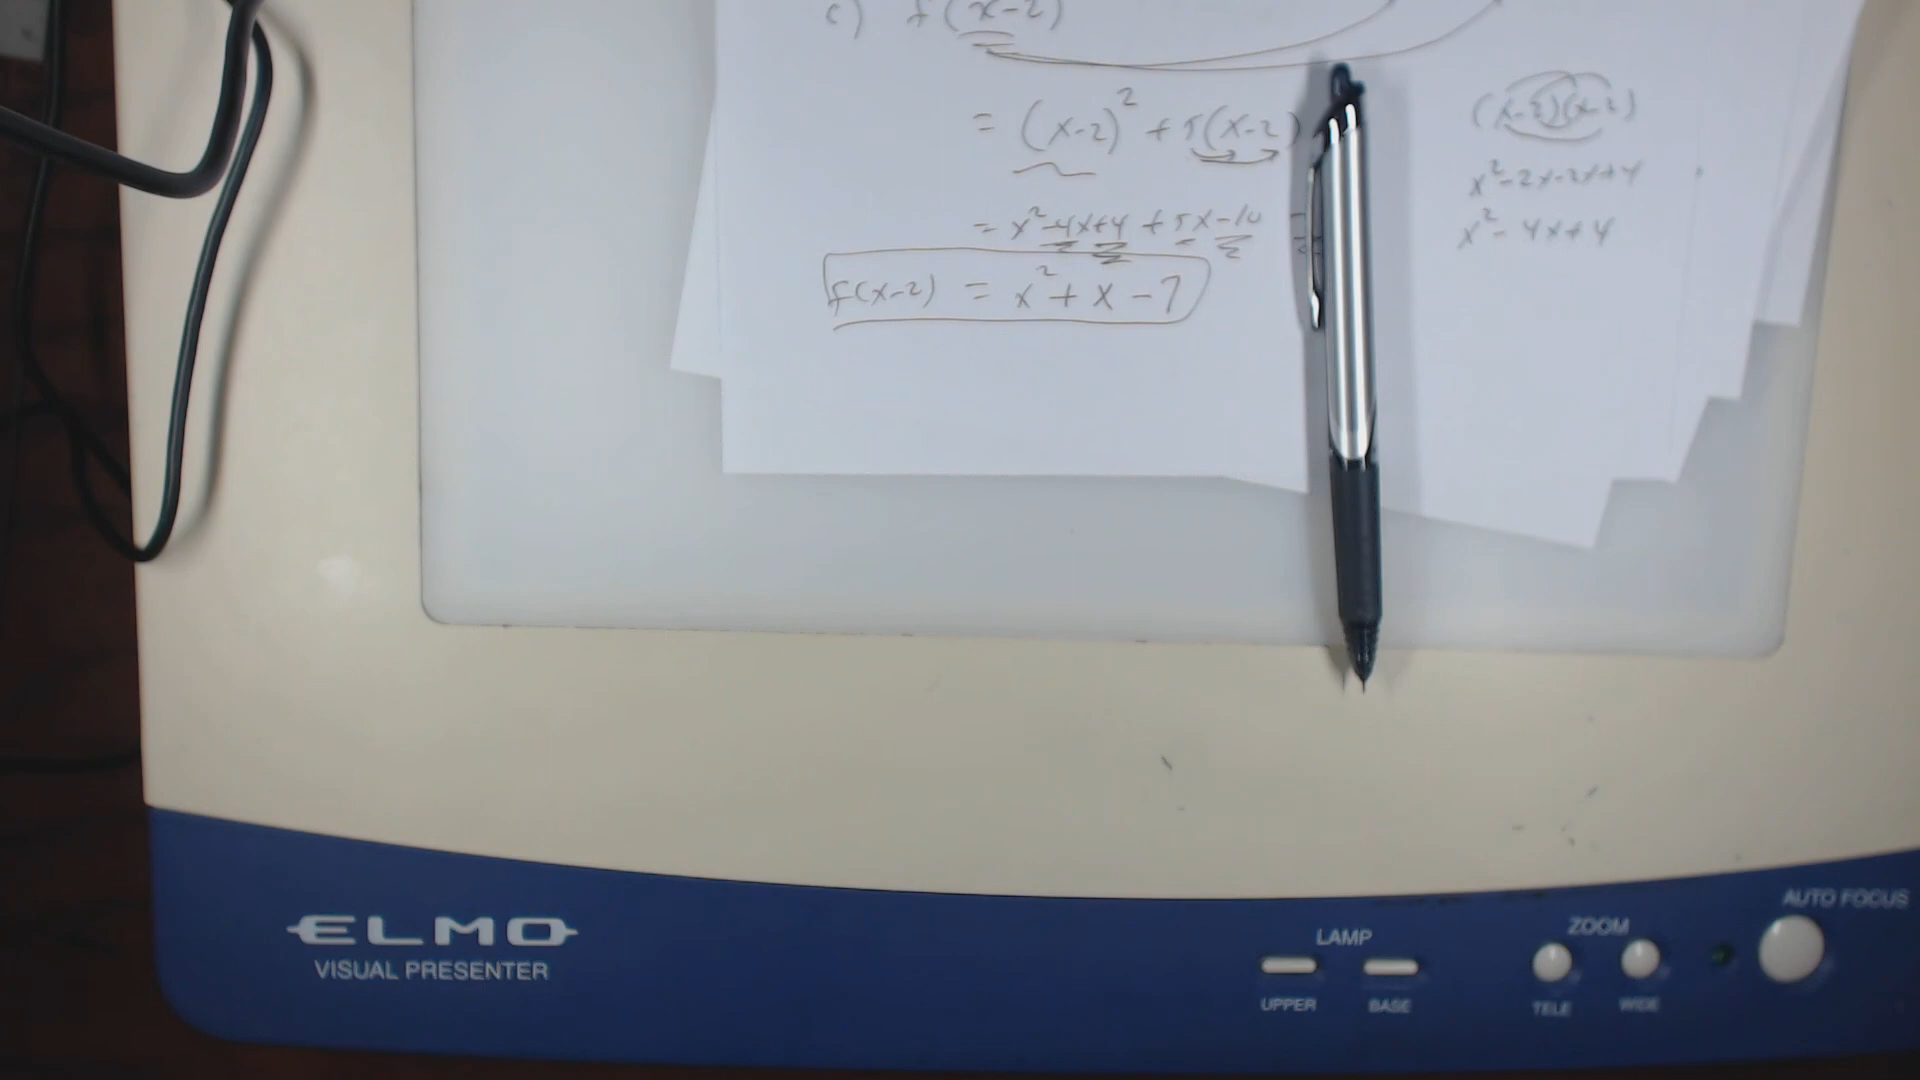 c) f(x-2)
= (x-2)² + 5(x-2)
= x²-4x+4 + 5x-10
f(x-2) = x² + x - 7
(x-2)(x-2)
x²-2x-2x+4
x²-4x+4
ELMO
VISUAL PRESENTER
LAMP
UPPER BASE
ZOOM
TELE WIDE
AUTO FOCUS